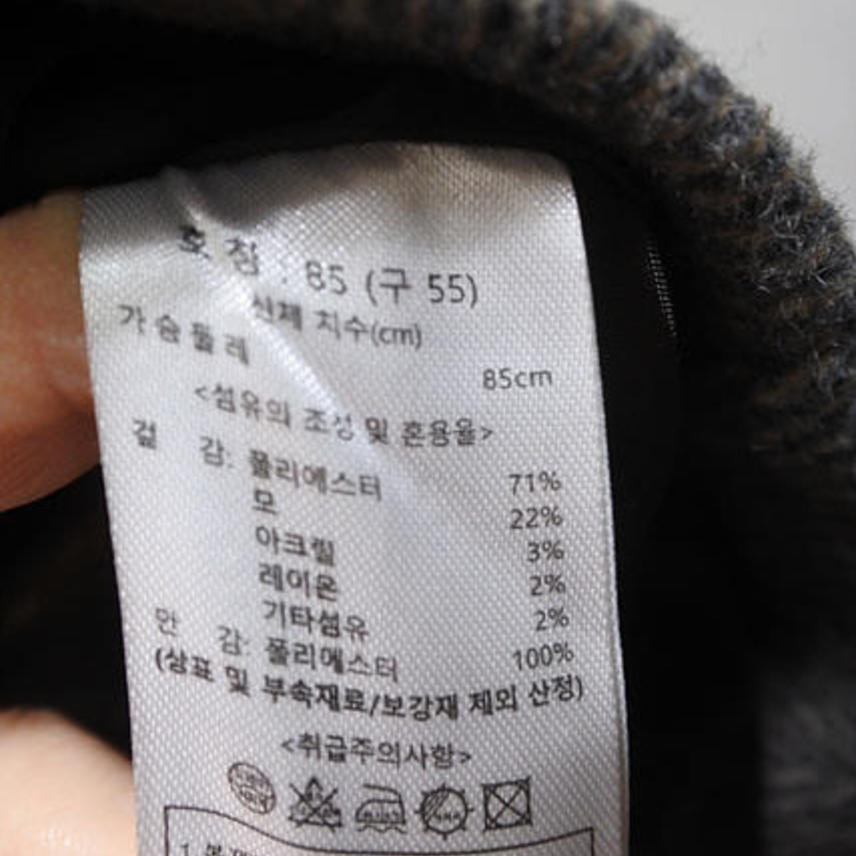 호 칭 : 85 (구 55)
신체 치수(cm)
가슴둘레 85cm
<섬유의 조성 및 혼용율>
겉 감: 폴리에스터 71%
모 22%
아크릴 3%
레이온 2%
기타섬유 2%
안 감: 폴리에스터 100%
(상표 및 부속재료/보강재 제외 산정)
<취급주의사항>
1.